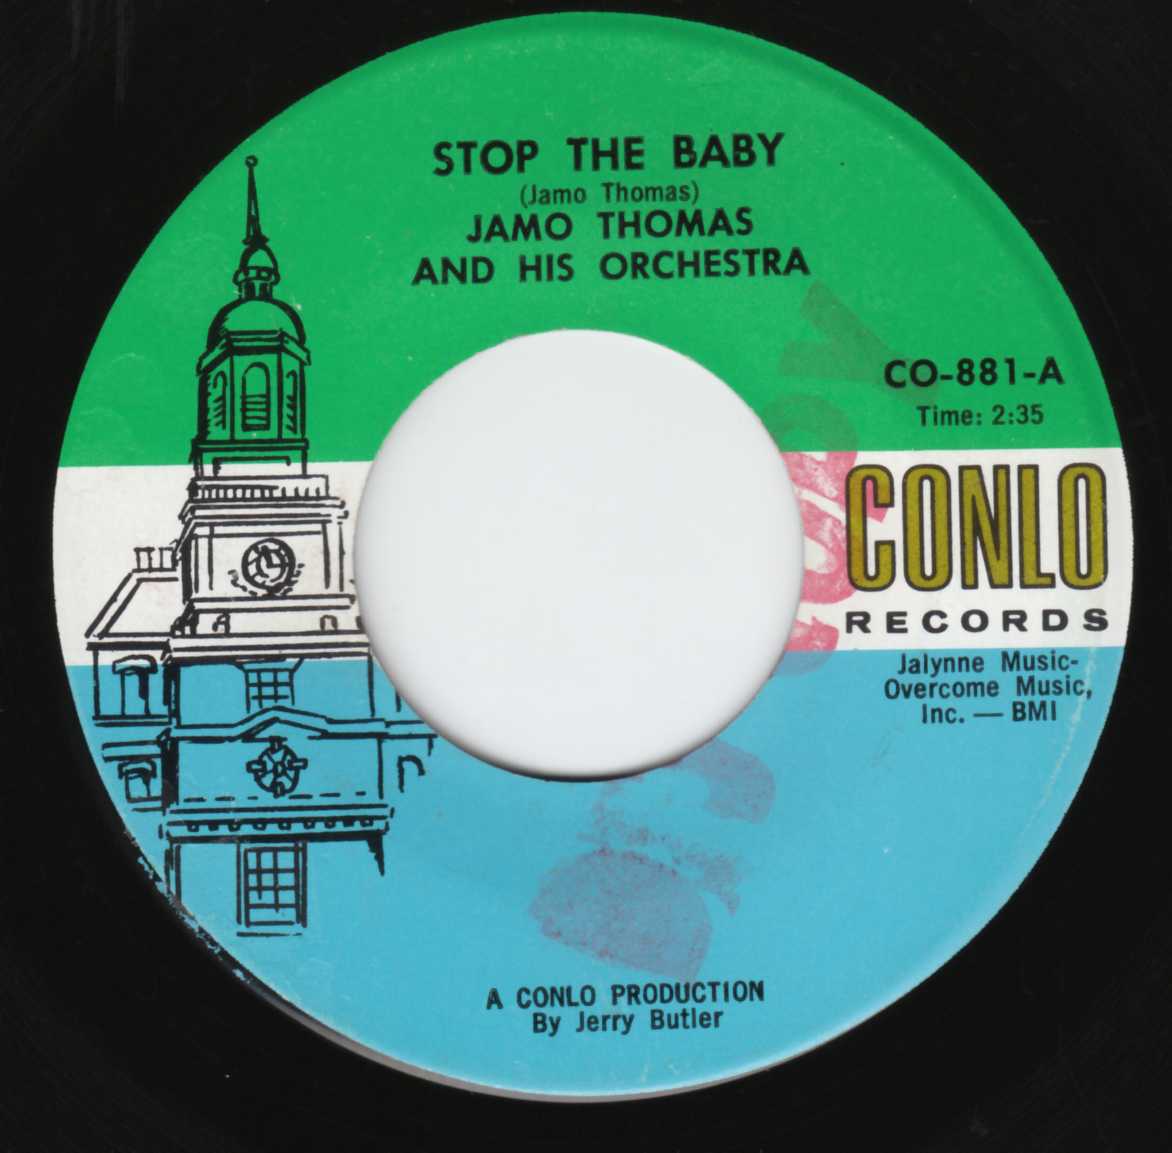 STOP THE BABY
(Jamo Thomas)
JAMO THOMAS
AND HIS ORCHESTRA
CO-881-A
Time: 2:35
CONLO
RECORDS
Jalynne Music-
Overcome Music,
Inc. — BMI
A CONLO PRODUCTION
By Jerry Butler